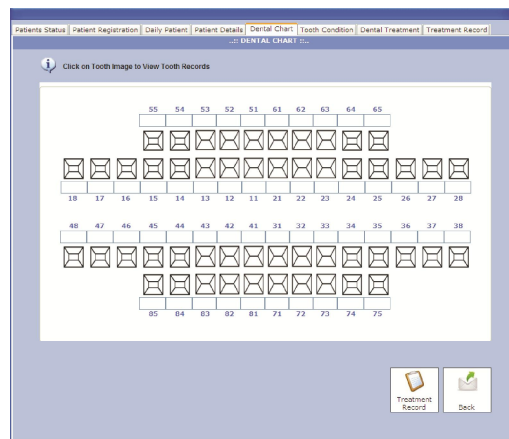 Patients Status Patient Registration Daily Patient Patient Details Dental Chart Tooth Condition Dental Treatment Treatment Record
..:: DENTAL CHART ::..
Click on Tooth Image to View Tooth Records
55 54 53 52 51 61 62 63 64 65
18 17 16 15 14 13 12 11 21 22 23 24 25 26 27 28
48 47 46 45 44 43 42 41 31 32 33 34 35 36 37 38
85 84 83 82 81 71 72 73 74 75
Treatment
Record
Back